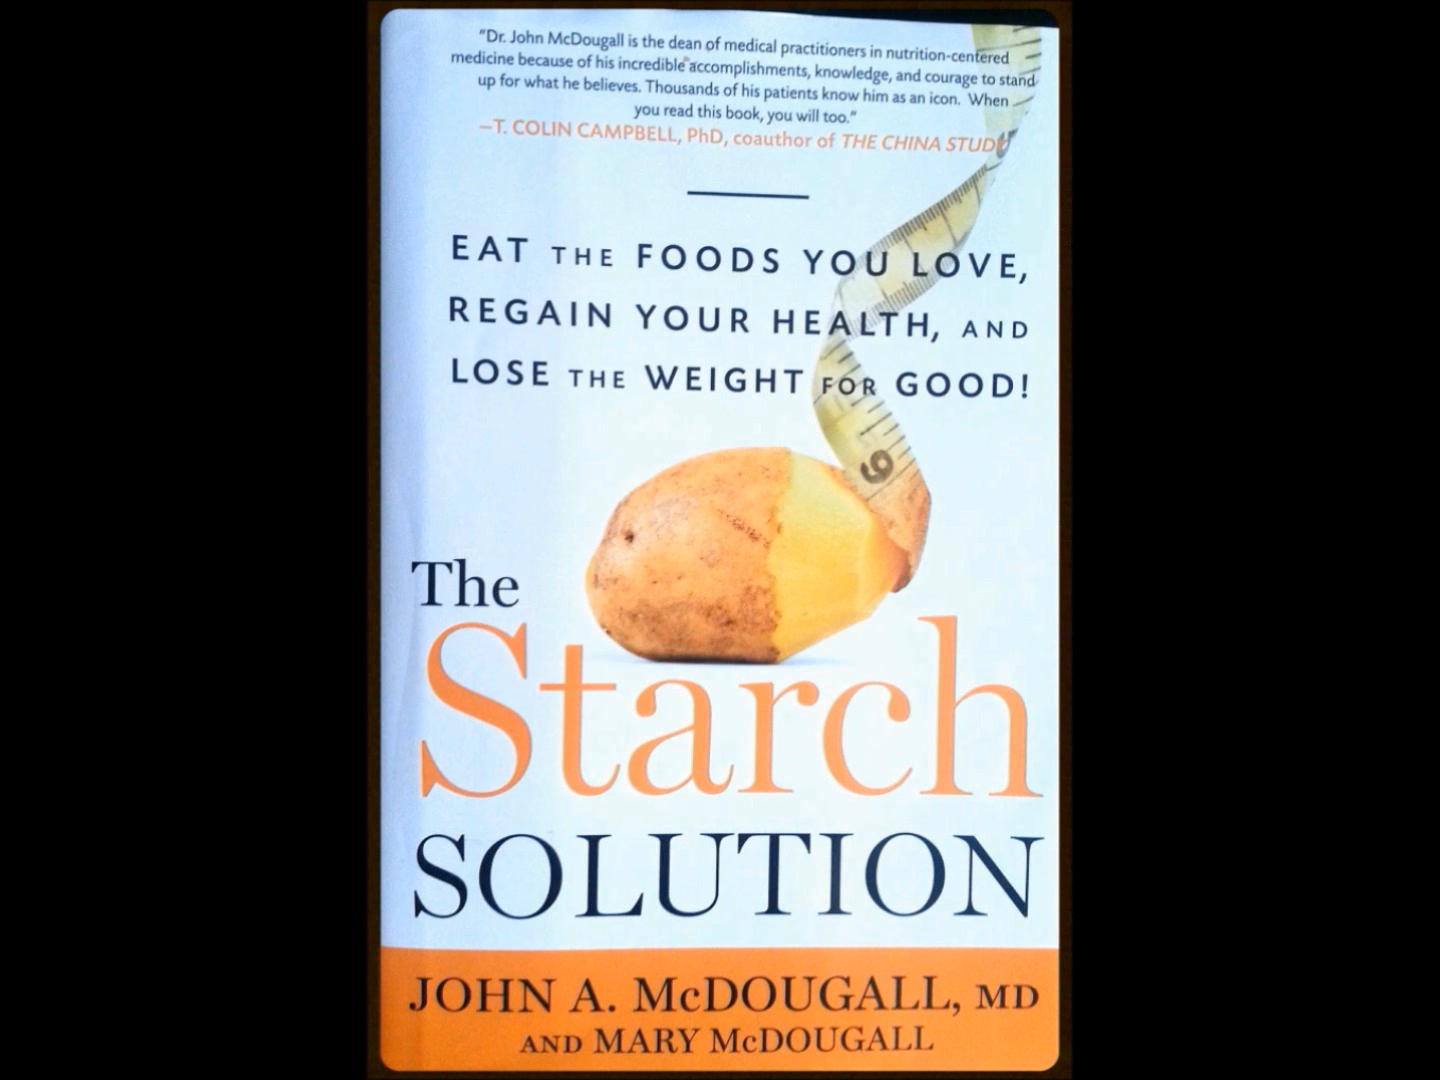 "Dr. John McDougall is the dean of medical practitioners in nutrition-centered
medicine because of his incredible accomplishments, knowledge, and courage to stand
up for what he believes. Thousands of his patients know him as an icon. When
you read this book, you will too."
—T. COLIN CAMPBELL, PhD, coauthor of THE CHINA STUDY
EAT THE FOODS YOU LOVE,
REGAIN YOUR HEALTH, AND
LOSE THE WEIGHT FOR GOOD!
9
The
Starch
SOLUTION
JOHN A. McDOUGALL, MD
AND MARY McDOUGALL